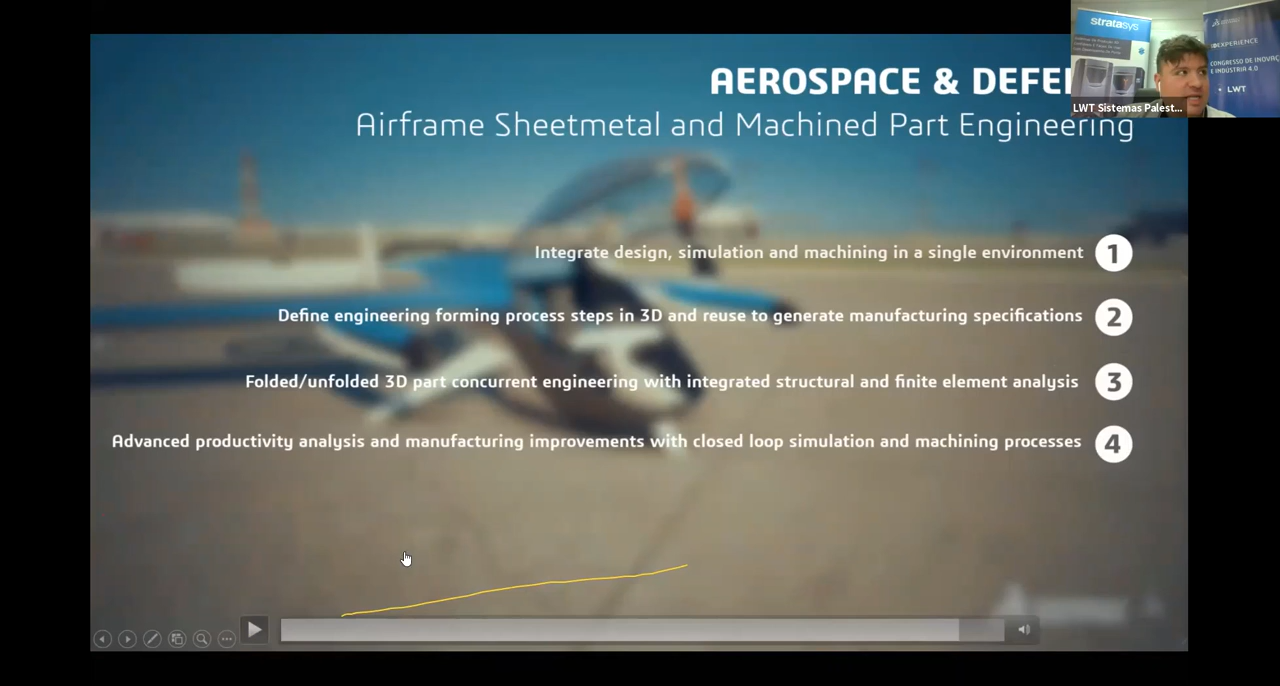 AEROSPACE & DEFE
Airframe Sheetmetal and Machined Part Engineering
Integrate design, simulation and machining in a single environment 1
Define engineering forming process steps in 3D and reuse to generate manufacturing specifications 2
Folded/unfolded 3D part concurrent engineering with integrated structural and finite element analysis 3
Advanced productivity analysis and manufacturing improvements with closed loop simulation and machining processes 4
stratasys
3DEXPERIENCE
CONGRESSO DE INOVAÇ
E INDÚSTRIA 4.0
LWT
LWT Sistemas Palest...